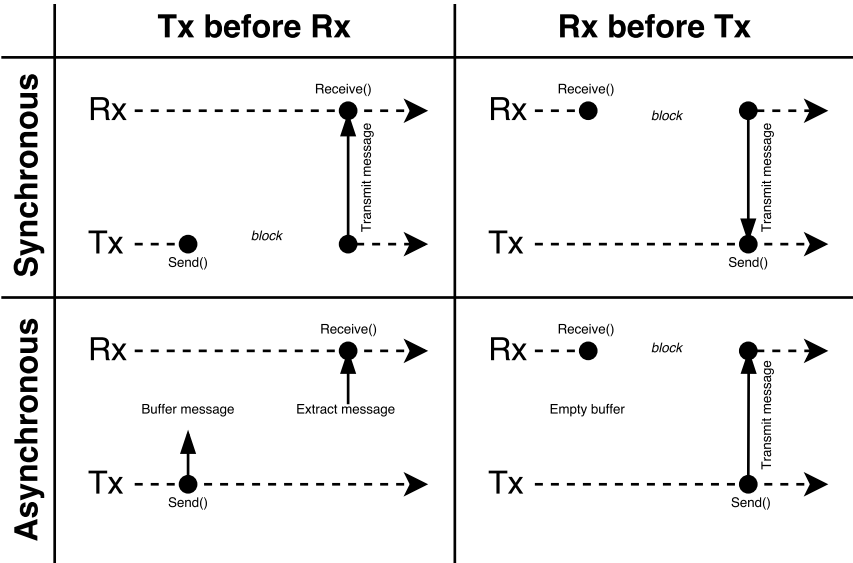 Tx before Rx
Rx before Tx
Synchronous
Receive()
Rx
Transmit message
block
Tx
Send()
Receive()
Rx
block
Transmit message
Tx
Send()
Asynchronous
Receive()
Rx
Buffer message
Extract message
Tx
Send()
Receive()
Rx
block
Empty buffer
Transmit message
Tx
Send()